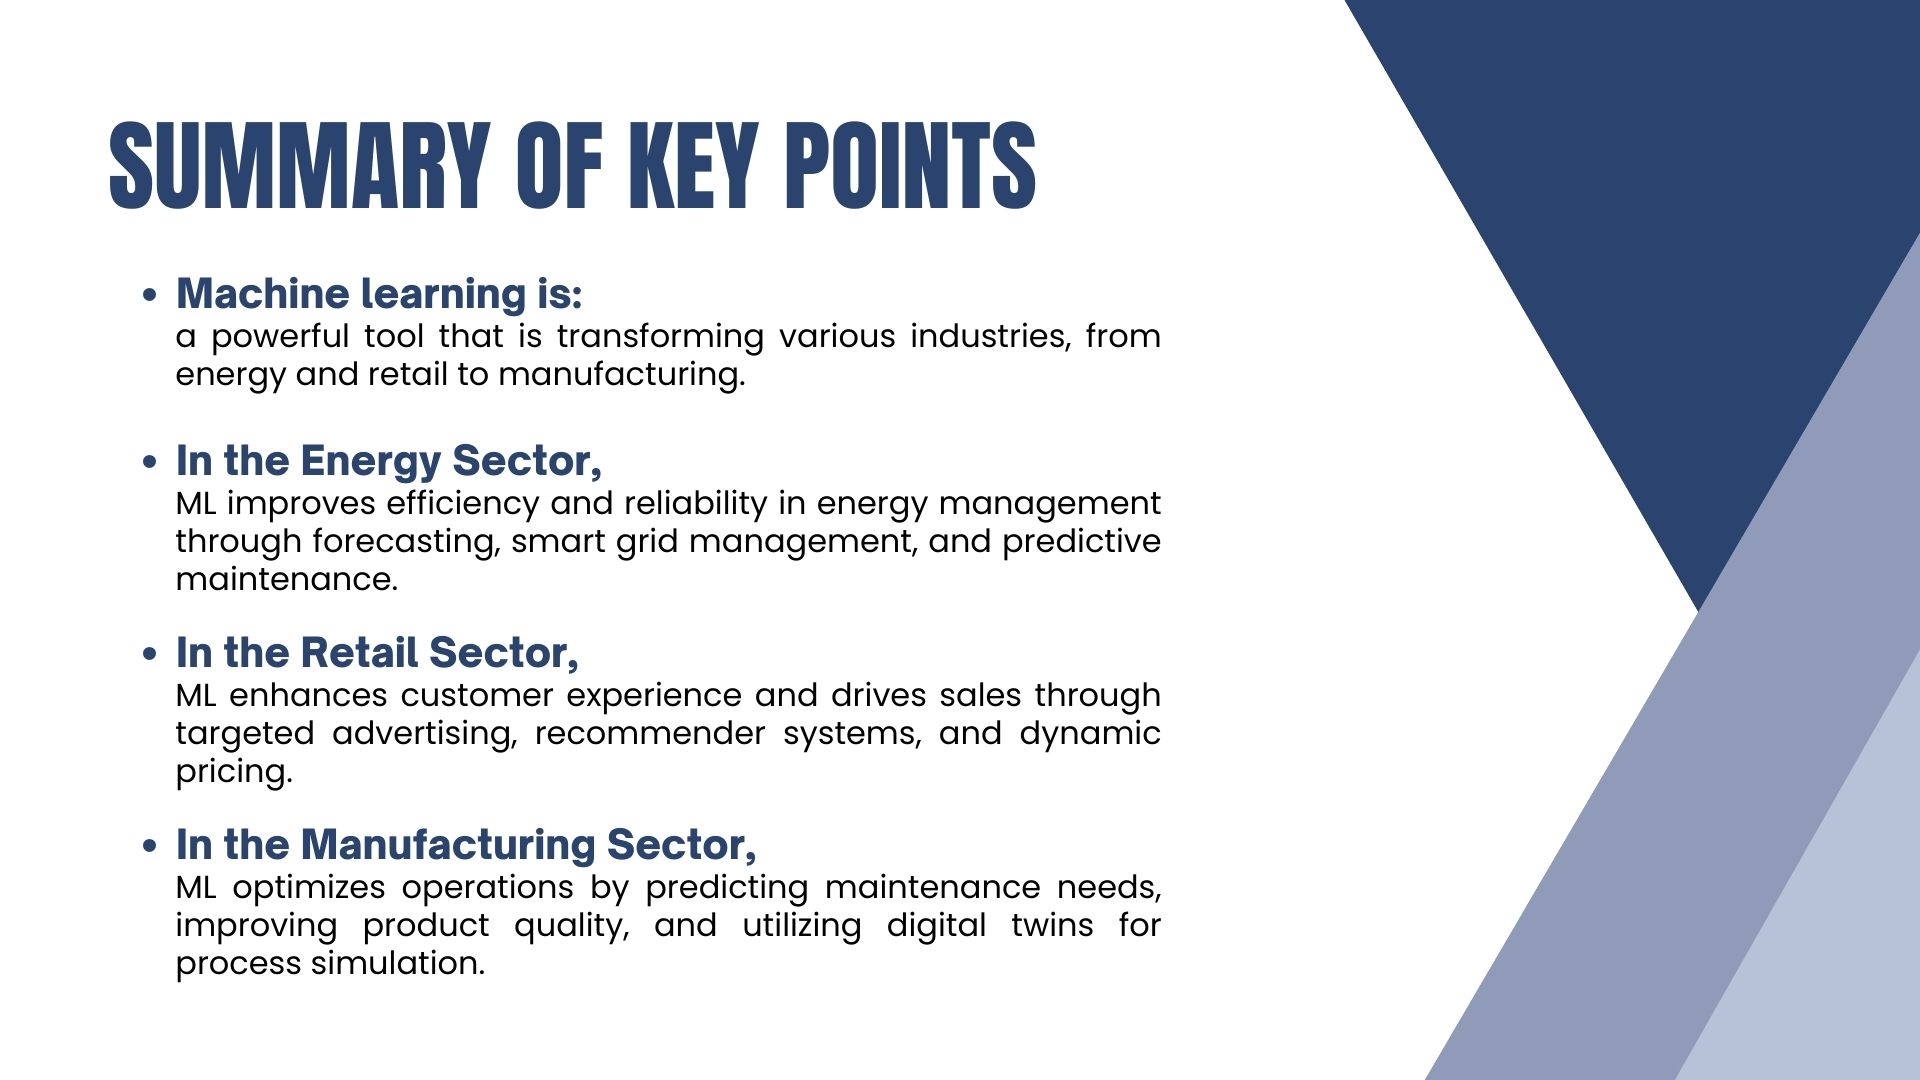 SUMMARY OF KEY POINTS
• Machine learning is:
a powerful tool that is transforming various industries, from
energy and retail to manufacturing.
• In the Energy Sector,
ML improves efficiency and reliability in energy management
through forecasting, smart grid management, and predictive
maintenance.
• In the Retail Sector,
ML enhances customer experience and drives sales through
targeted advertising, recommender systems, and dynamic
pricing.
• In the Manufacturing Sector,
ML optimizes operations by predicting maintenance needs,
improving product quality, and utilizing digital twins for
process simulation.